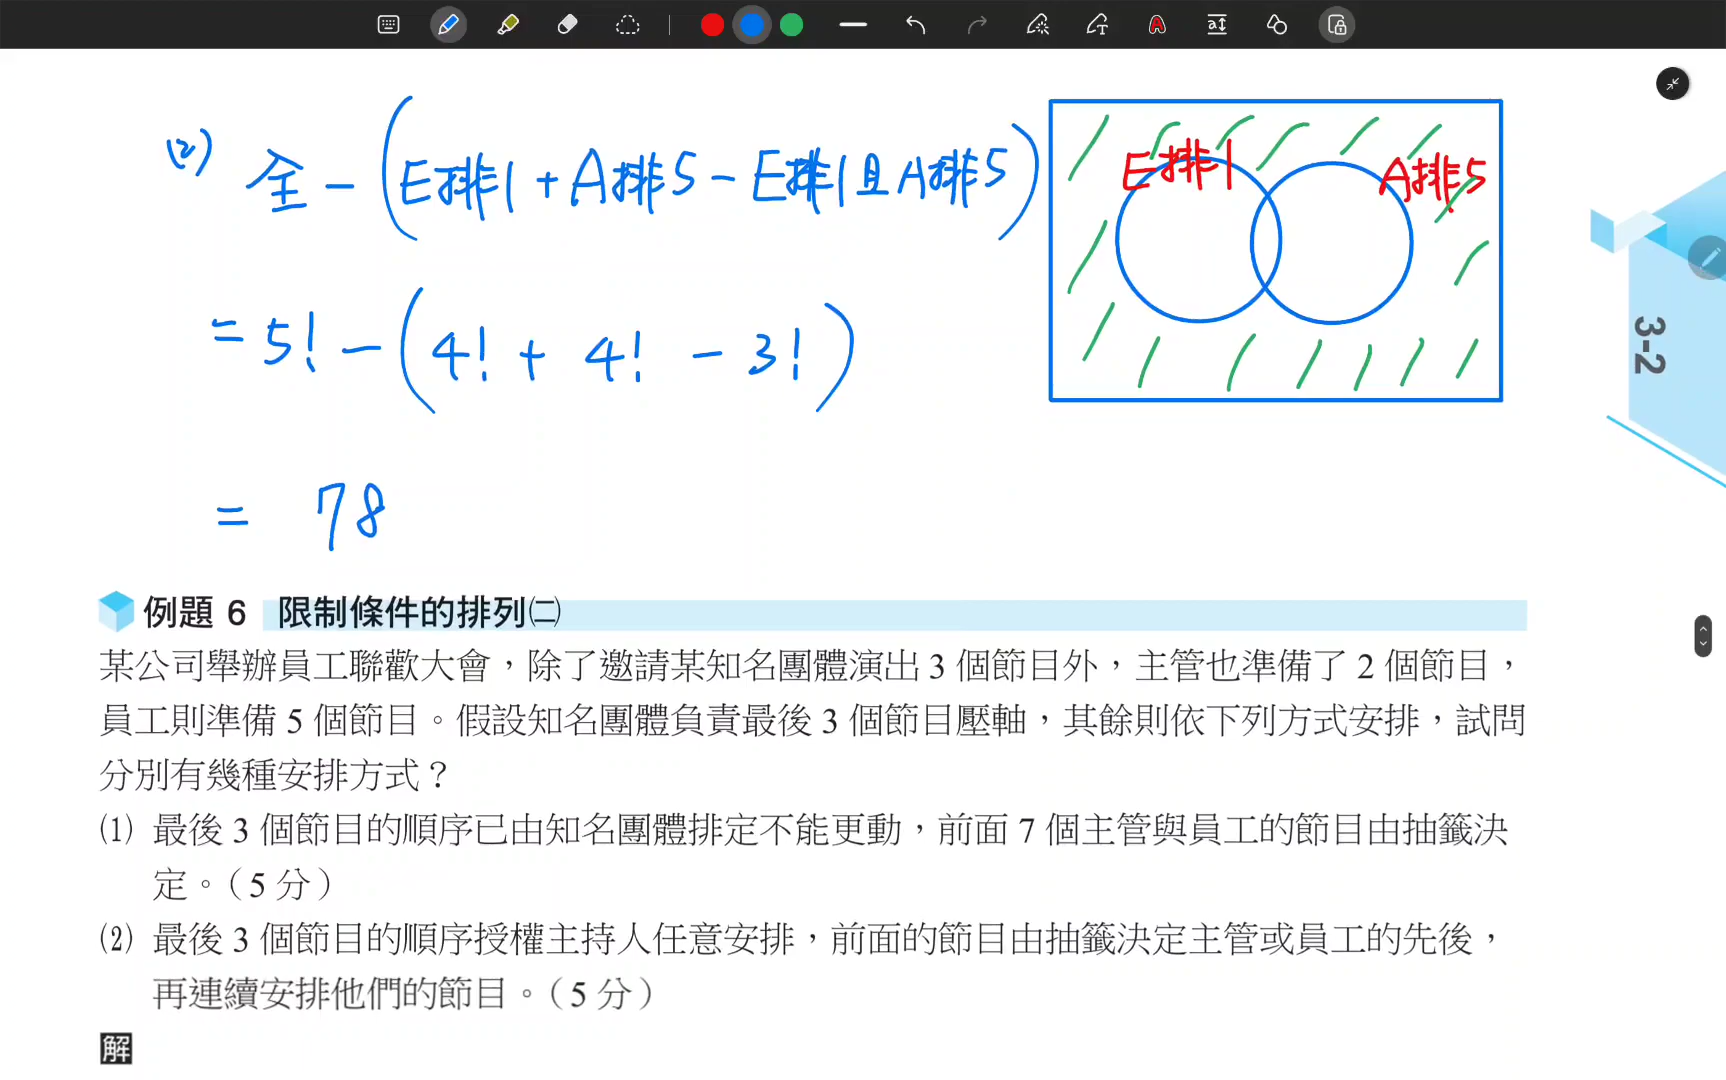 (2) 全 - (E排1 + A排5 - E排1且A排5)
E排1
A排5
= 5! - (4! + 4! - 3!)
= 78
3-2
例題 6 限制條件的排列㈡
某公司舉辦員工聯歡大會，除了邀請某知名團體演出 3 個節目外，主管也準備了 2 個節目，
員工則準備 5 個節目。假設知名團體負責最後 3 個節目壓軸，其餘則依下列方式安排，試問
分別有幾種安排方式？
⑴ 最後 3 個節目的順序已由知名團體排定不能更動，前面 7 個主管與員工的節目由抽籤決
定。（5 分）
⑵ 最後 3 個節目的順序授權主持人任意安排，前面的節目由抽籤決定主管或員工的先後，
再連續安排他們的節目。（5 分）
解